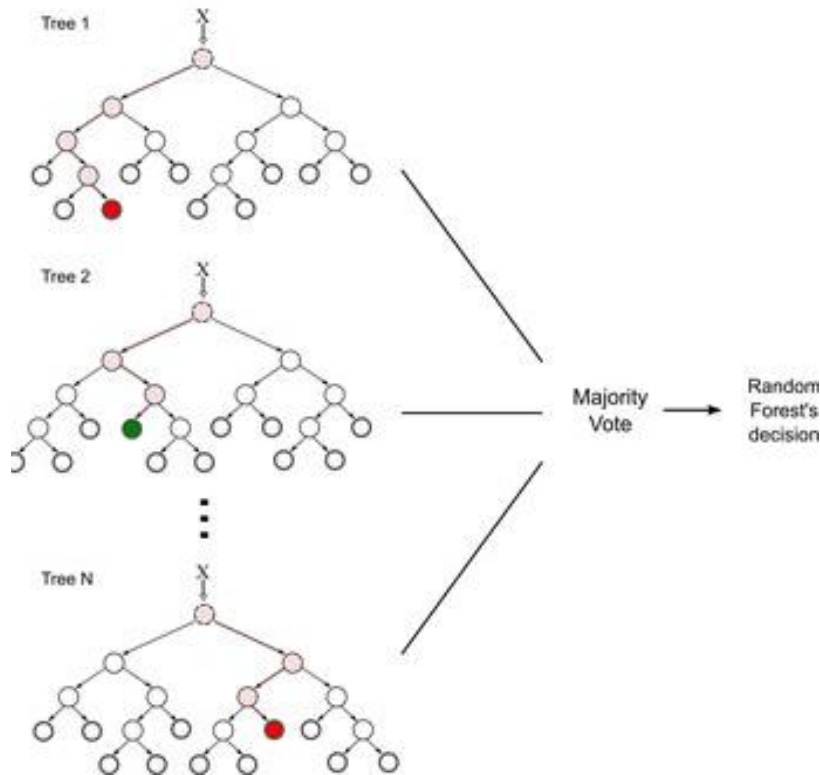 Tree 1
X
Tree 2
X
Majority
Vote
Random
Forest's
decision
Tree N
X